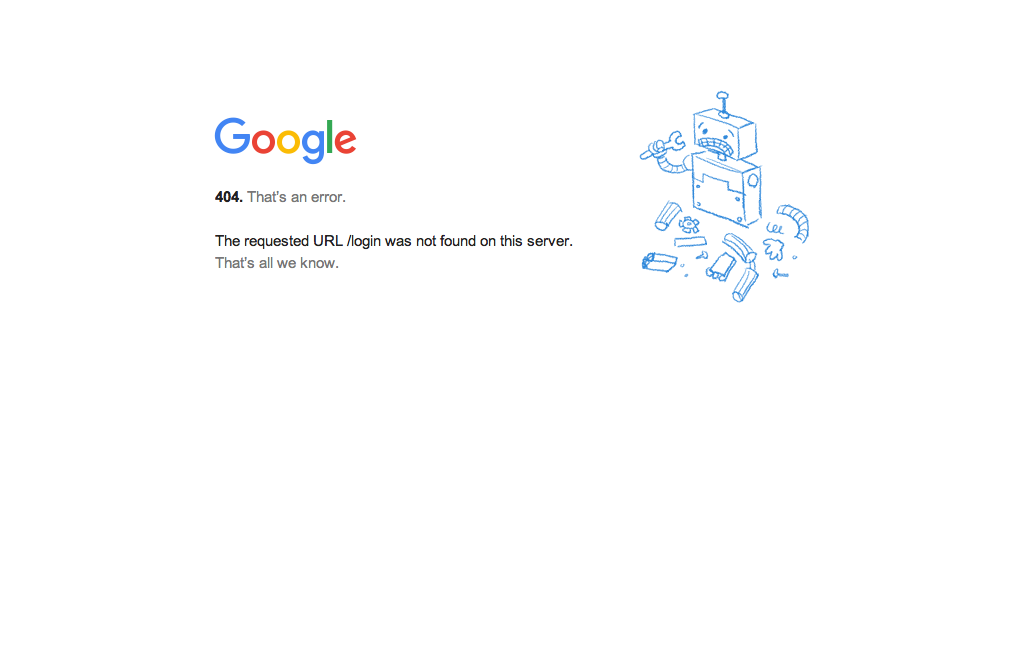 Google
404. That's an error.
The requested URL /login was not found on this server.
That's all we know.